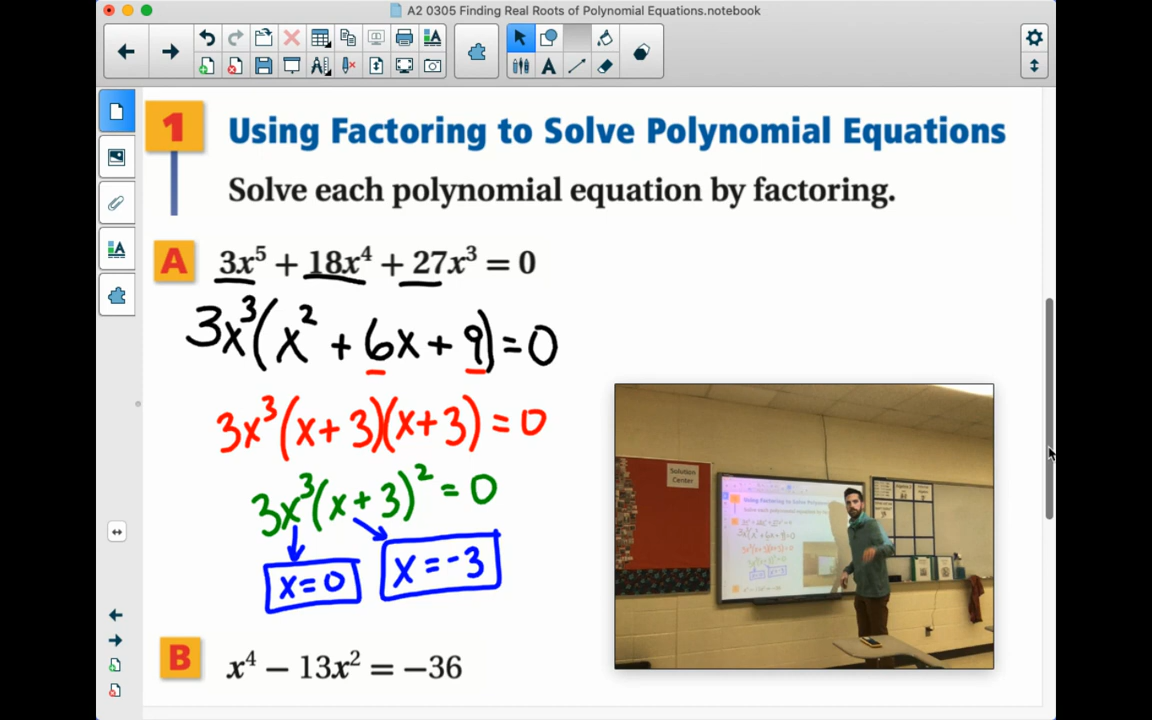 A2 0305 Finding Real Roots of Polynomial Equations.notebook
1 Using Factoring to Solve Polynomial Equations
Solve each polynomial equation by factoring.
A 3x⁵ + 18x⁴ + 27x³ = 0
3x³(x² + 6x + 9) = 0
3x³(x + 3)(x + 3) = 0
3x³(x + 3)² = 0
x = 0 x = -3
Solution
Center
B x⁴ − 13x² = −36